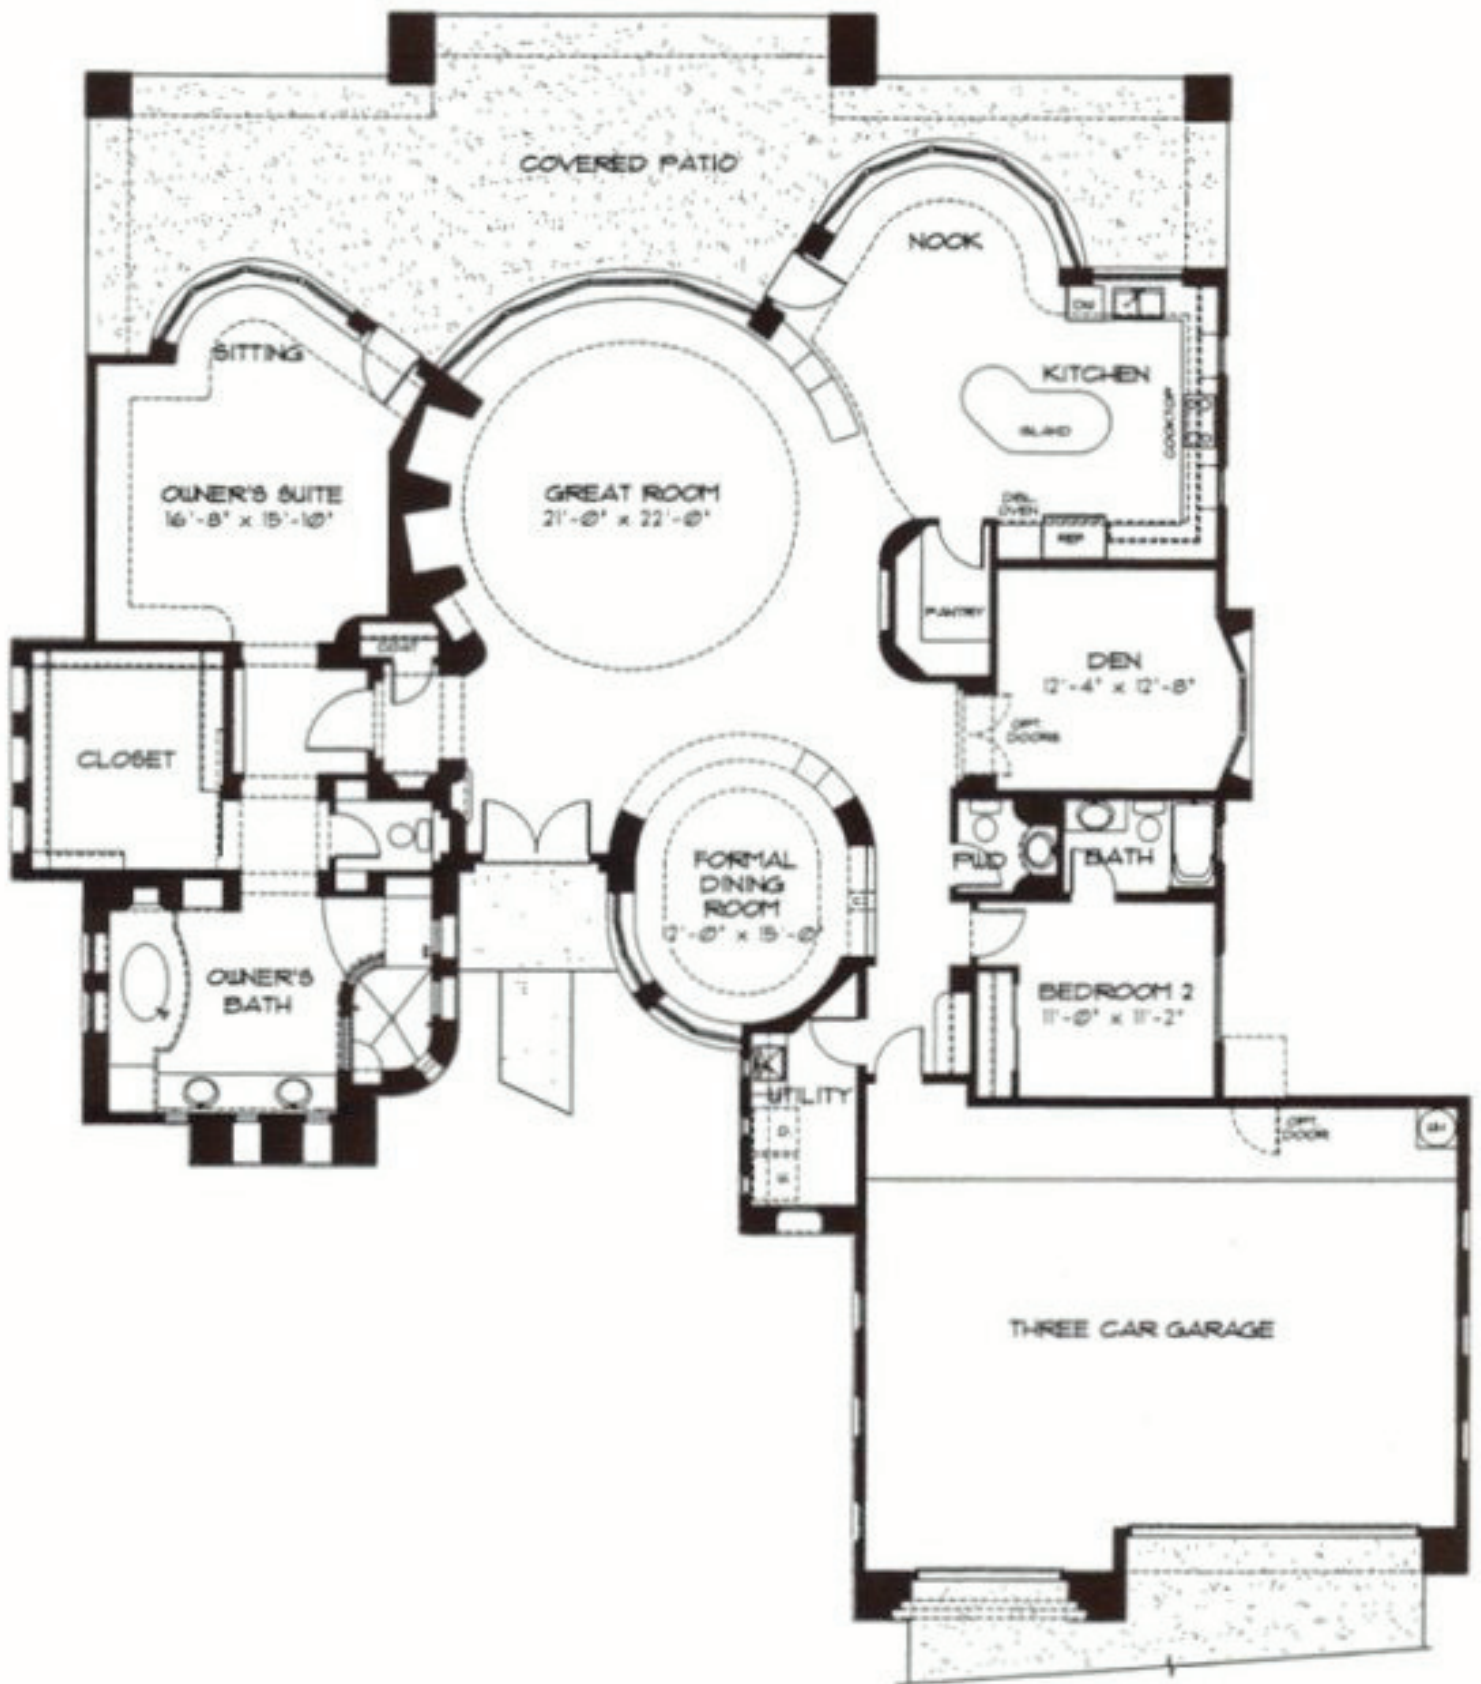 COVERED PATIO
NOOK
SITTING
KITCHEN
ISLAND
COOKTOP
OWNER'S SUITE
16'-8" x 15'-10"
GREAT ROOM
21'-0" x 22'-0"
DBL.
OVEN
REF
PANTRY
COAT
DEN
12'-4" x 12'-8"
OPT.
DOORS
CLOSET
FORMAL
DINING
ROOM
12'-0" x 15'-0"
PWD
BATH
OWNER'S
BATH
BEDROOM 2
11'-0" x 11'-2"
UTILITY
D.
OPT.
DOOR
THREE CAR GARAGE